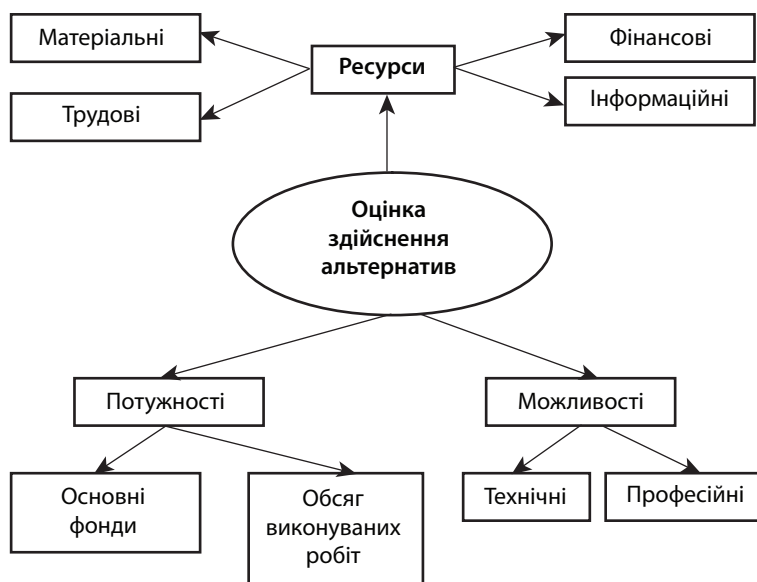 Матеріальні
Ресурси
Фінансові
Трудові
Інформаційні
Оцінка
здійснення
альтернатив
Потужності
Можливості
Основні
фонди
Обсяг
виконуваних
робіт
Технічні
Професійні